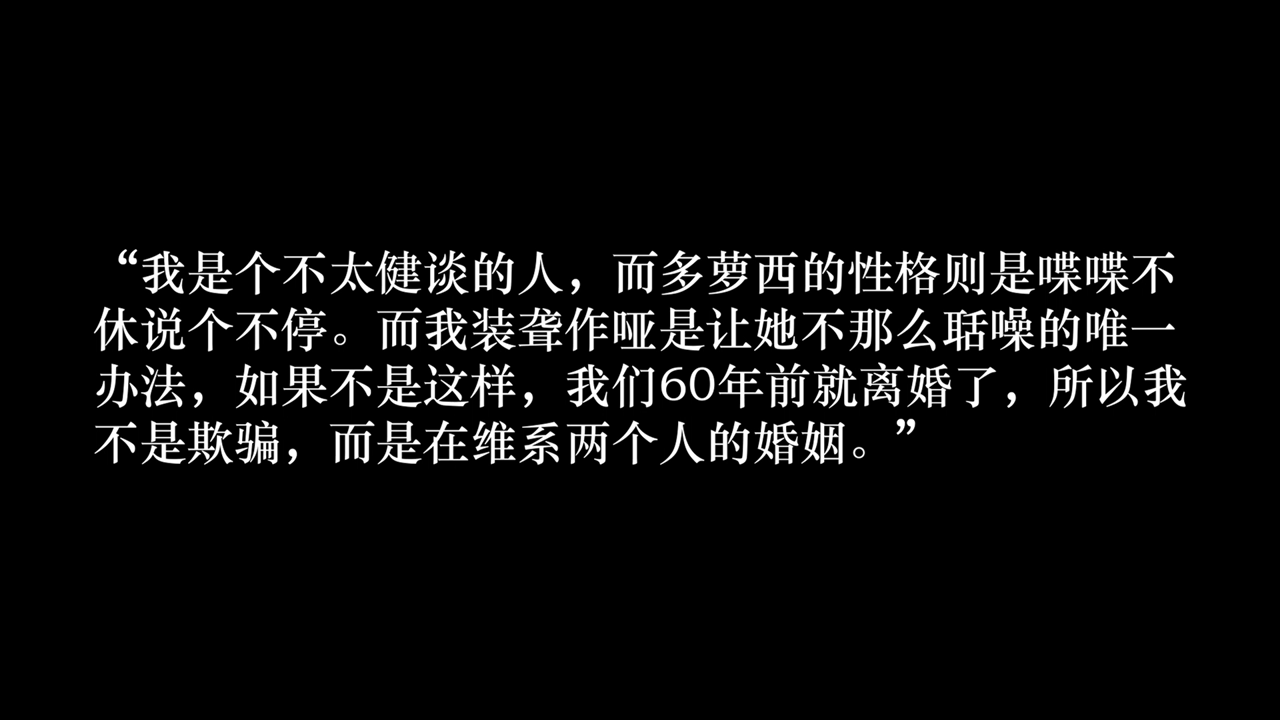 “我是个不太健谈的人，而多萝西的性格则是喋喋不
休说个不停。而我装聋作哑是让她不那么聒噪的唯一
办法，如果不是这样，我们60年前就离婚了，所以我
不是欺骗，而是在维系两个人的婚姻。”